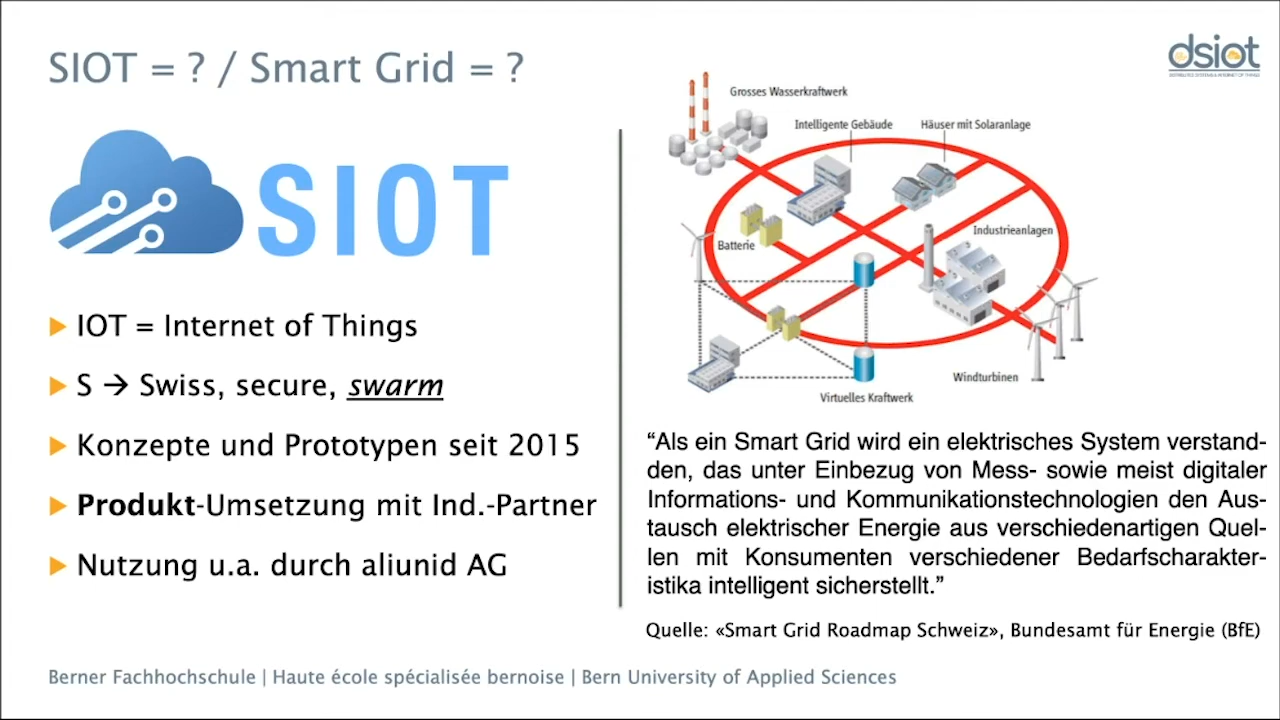 SIOT = ? / Smart Grid = ?
dsiot
DISTRIBUTED SYSTEMS & INTERNET OF THINGS
SIOT
IOT = Internet of Things
S → Swiss, secure, swarm
Konzepte und Prototypen seit 2015
Produkt-Umsetzung mit Ind.-Partner
Nutzung u.a. durch aliunid AG
Grosses Wasserkraftwerk
Intelligente Gebäude
Häuser mit Solaranlage
Batterie
Industrieanlagen
Windturbinen
Virtuelles Kraftwerk
“Als ein Smart Grid wird ein elektrisches System verstand-
den, das unter Einbezug von Mess- sowie meist digitaler
Informations- und Kommunikationstechnologien den Aus-
tausch elektrischer Energie aus verschiedenartigen Quel-
len mit Konsumenten verschiedener Bedarfscharakter-
istika intelligent sicherstellt.”
Quelle: «Smart Grid Roadmap Schweiz», Bundesamt für Energie (BfE)
Berner Fachhochschule | Haute école spécialisée bernoise | Bern University of Applied Sciences